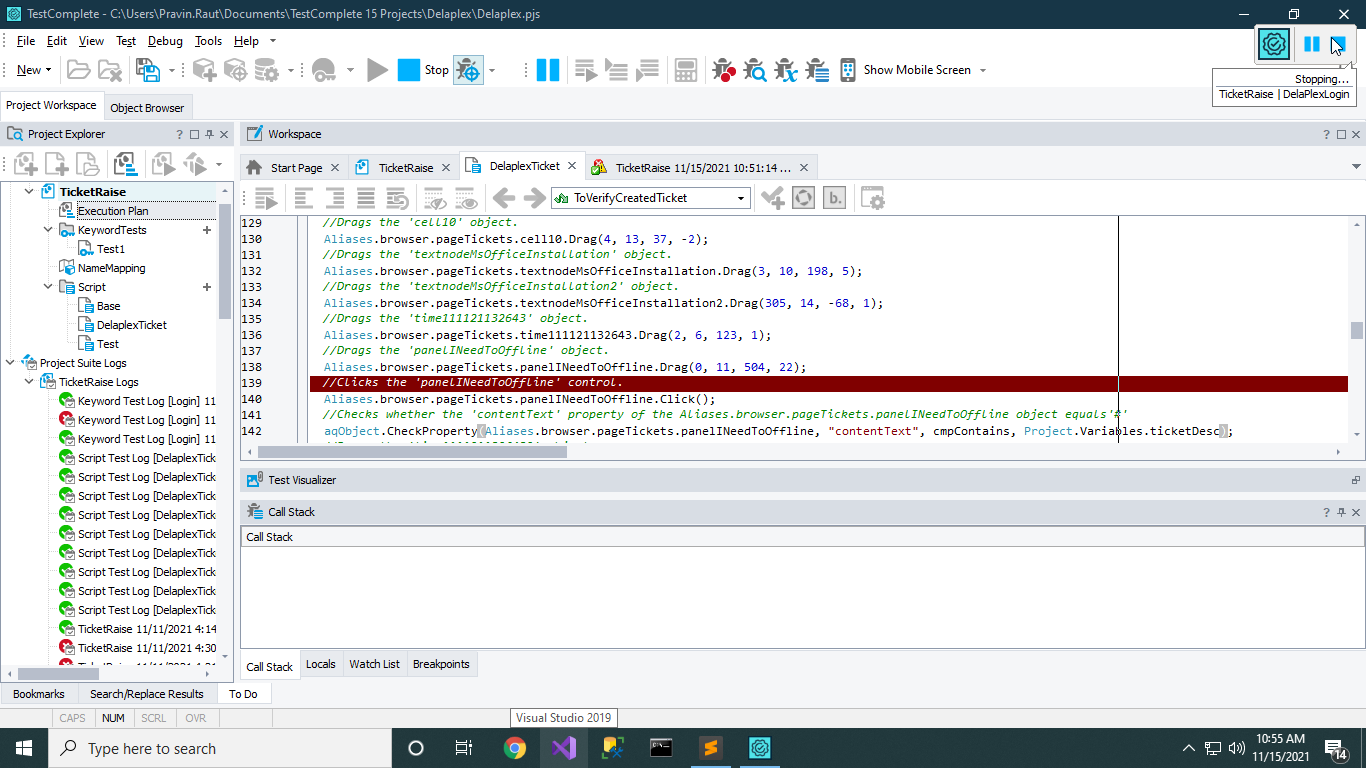 TestComplete - C:\Users\Pravin.Raut\Documents\TestComplete 15 Projects\Delaplex\Delaplex.pjs
File Edit View Test Debug Tools Help
New Stop Show Mobile Screen
Stopping...
TicketRaise | DelaPlexLogin
Project Workspace Object Browser
Project Explorer
Workspace
Start Page TicketRaise DelaplexTicket TicketRaise 11/15/2021 10:51:14 ...
ToVerifyCreatedTicket
b.
TicketRaise
Execution Plan
KeywordTests
Test1
NameMapping
Script
Base
DelaplexTicket
Test
Project Suite Logs
TicketRaise Logs
Keyword Test Log [Login] 11
Keyword Test Log [Login] 11
Keyword Test Log [Login] 11
Script Test Log [DelaplexTick
Script Test Log [DelaplexTick
Script Test Log [DelaplexTick
Script Test Log [DelaplexTick
Script Test Log [DelaplexTick
Script Test Log [DelaplexTick
Script Test Log [DelaplexTick
Script Test Log [DelaplexTick
Script Test Log [DelaplexTick
TicketRaise 11/11/2021 4:14
TicketRaise 11/11/2021 4:30
129 //Drags the 'cell10' object.
130 Aliases.browser.pageTickets.cell10.Drag(4, 13, 37, -2);
131 //Drags the 'textnodeMsOfficeInstallation' object.
132 Aliases.browser.pageTickets.textnodeMsOfficeInstallation.Drag(3, 10, 198, 5);
133 //Drags the 'textnodeMsOfficeInstallation2' object.
134 Aliases.browser.pageTickets.textnodeMsOfficeInstallation2.Drag(305, 14, -68, 1);
135 //Drags the 'time111121132643' object.
136 Aliases.browser.pageTickets.time111121132643.Drag(2, 6, 123, 1);
137 //Drags the 'panelINeedToOffline' object.
138 Aliases.browser.pageTickets.panelINeedToOffline.Drag(0, 11, 504, 22);
139 //Clicks the 'panelINeedToOffline' control.
140 Aliases.browser.pageTickets.panelINeedToOffline.Click();
141 //Checks whether the 'contentText' property of the Aliases.browser.pageTickets.panelINeedToOffline object equals'#'
142 aqObject.CheckProperty(Aliases.browser.pageTickets.panelINeedToOffline, "contentText", cmpContains, Project.Variables.ticketDesc);
Test Visualizer
Call Stack
Call Stack
Call Stack Locals Watch List Breakpoints
Bookmarks Search/Replace Results To Do
CAPS NUM SCRL OVR
Visual Studio 2019
Type here to search
10:55 AM
11/15/2021
14